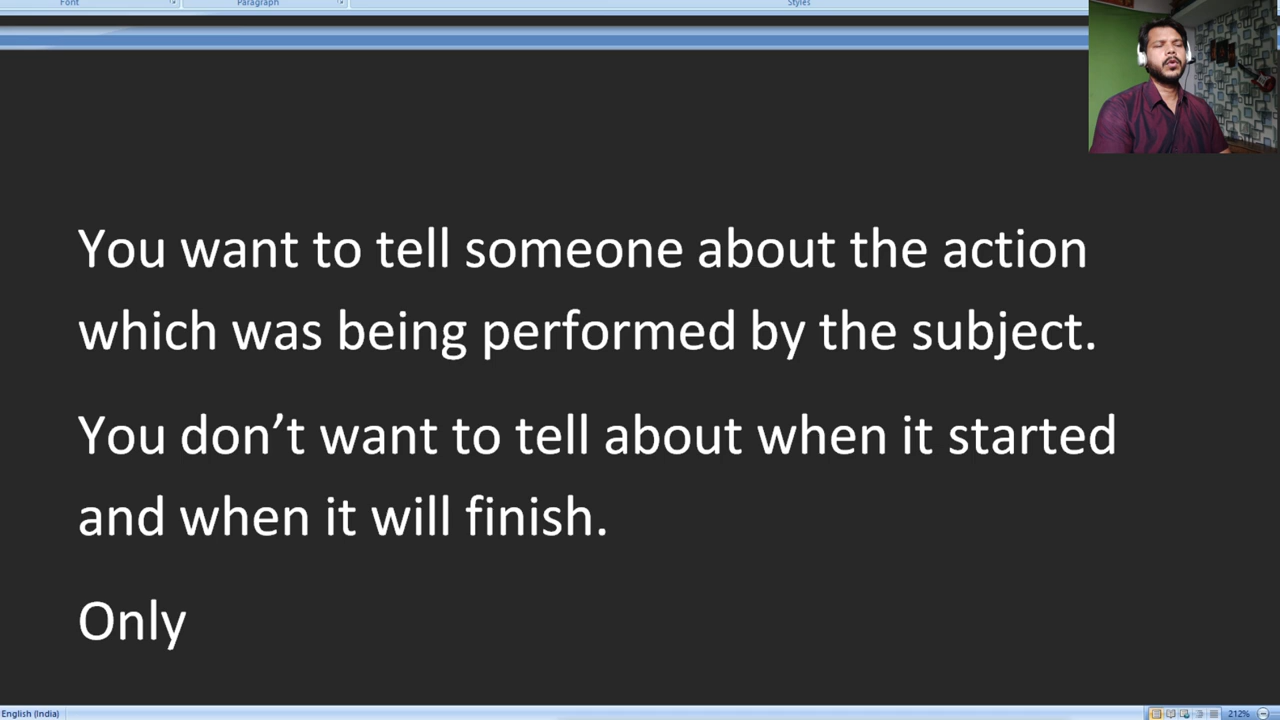 Font Paragraph Styles
You want to tell someone about the action
which was being performed by the subject.
You don’t want to tell about when it started
and when it will finish.
Only
English (India) 212%